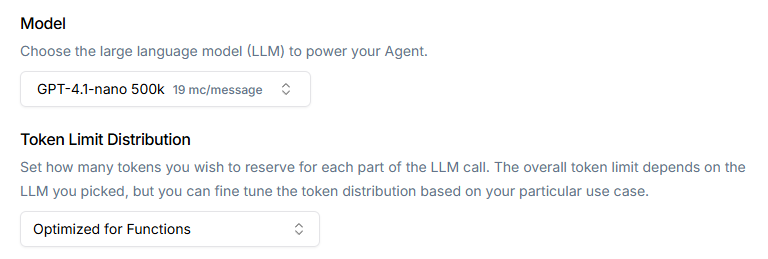 Model
Choose the large language model (LLM) to power your Agent.
GPT-4.1-nano 500k 19 mc/message
Token Limit Distribution
Set how many tokens you wish to reserve for each part of the LLM call. The overall token limit depends on the
LLM you picked, but you can fine tune the token distribution based on your particular use case.
Optimized for Functions